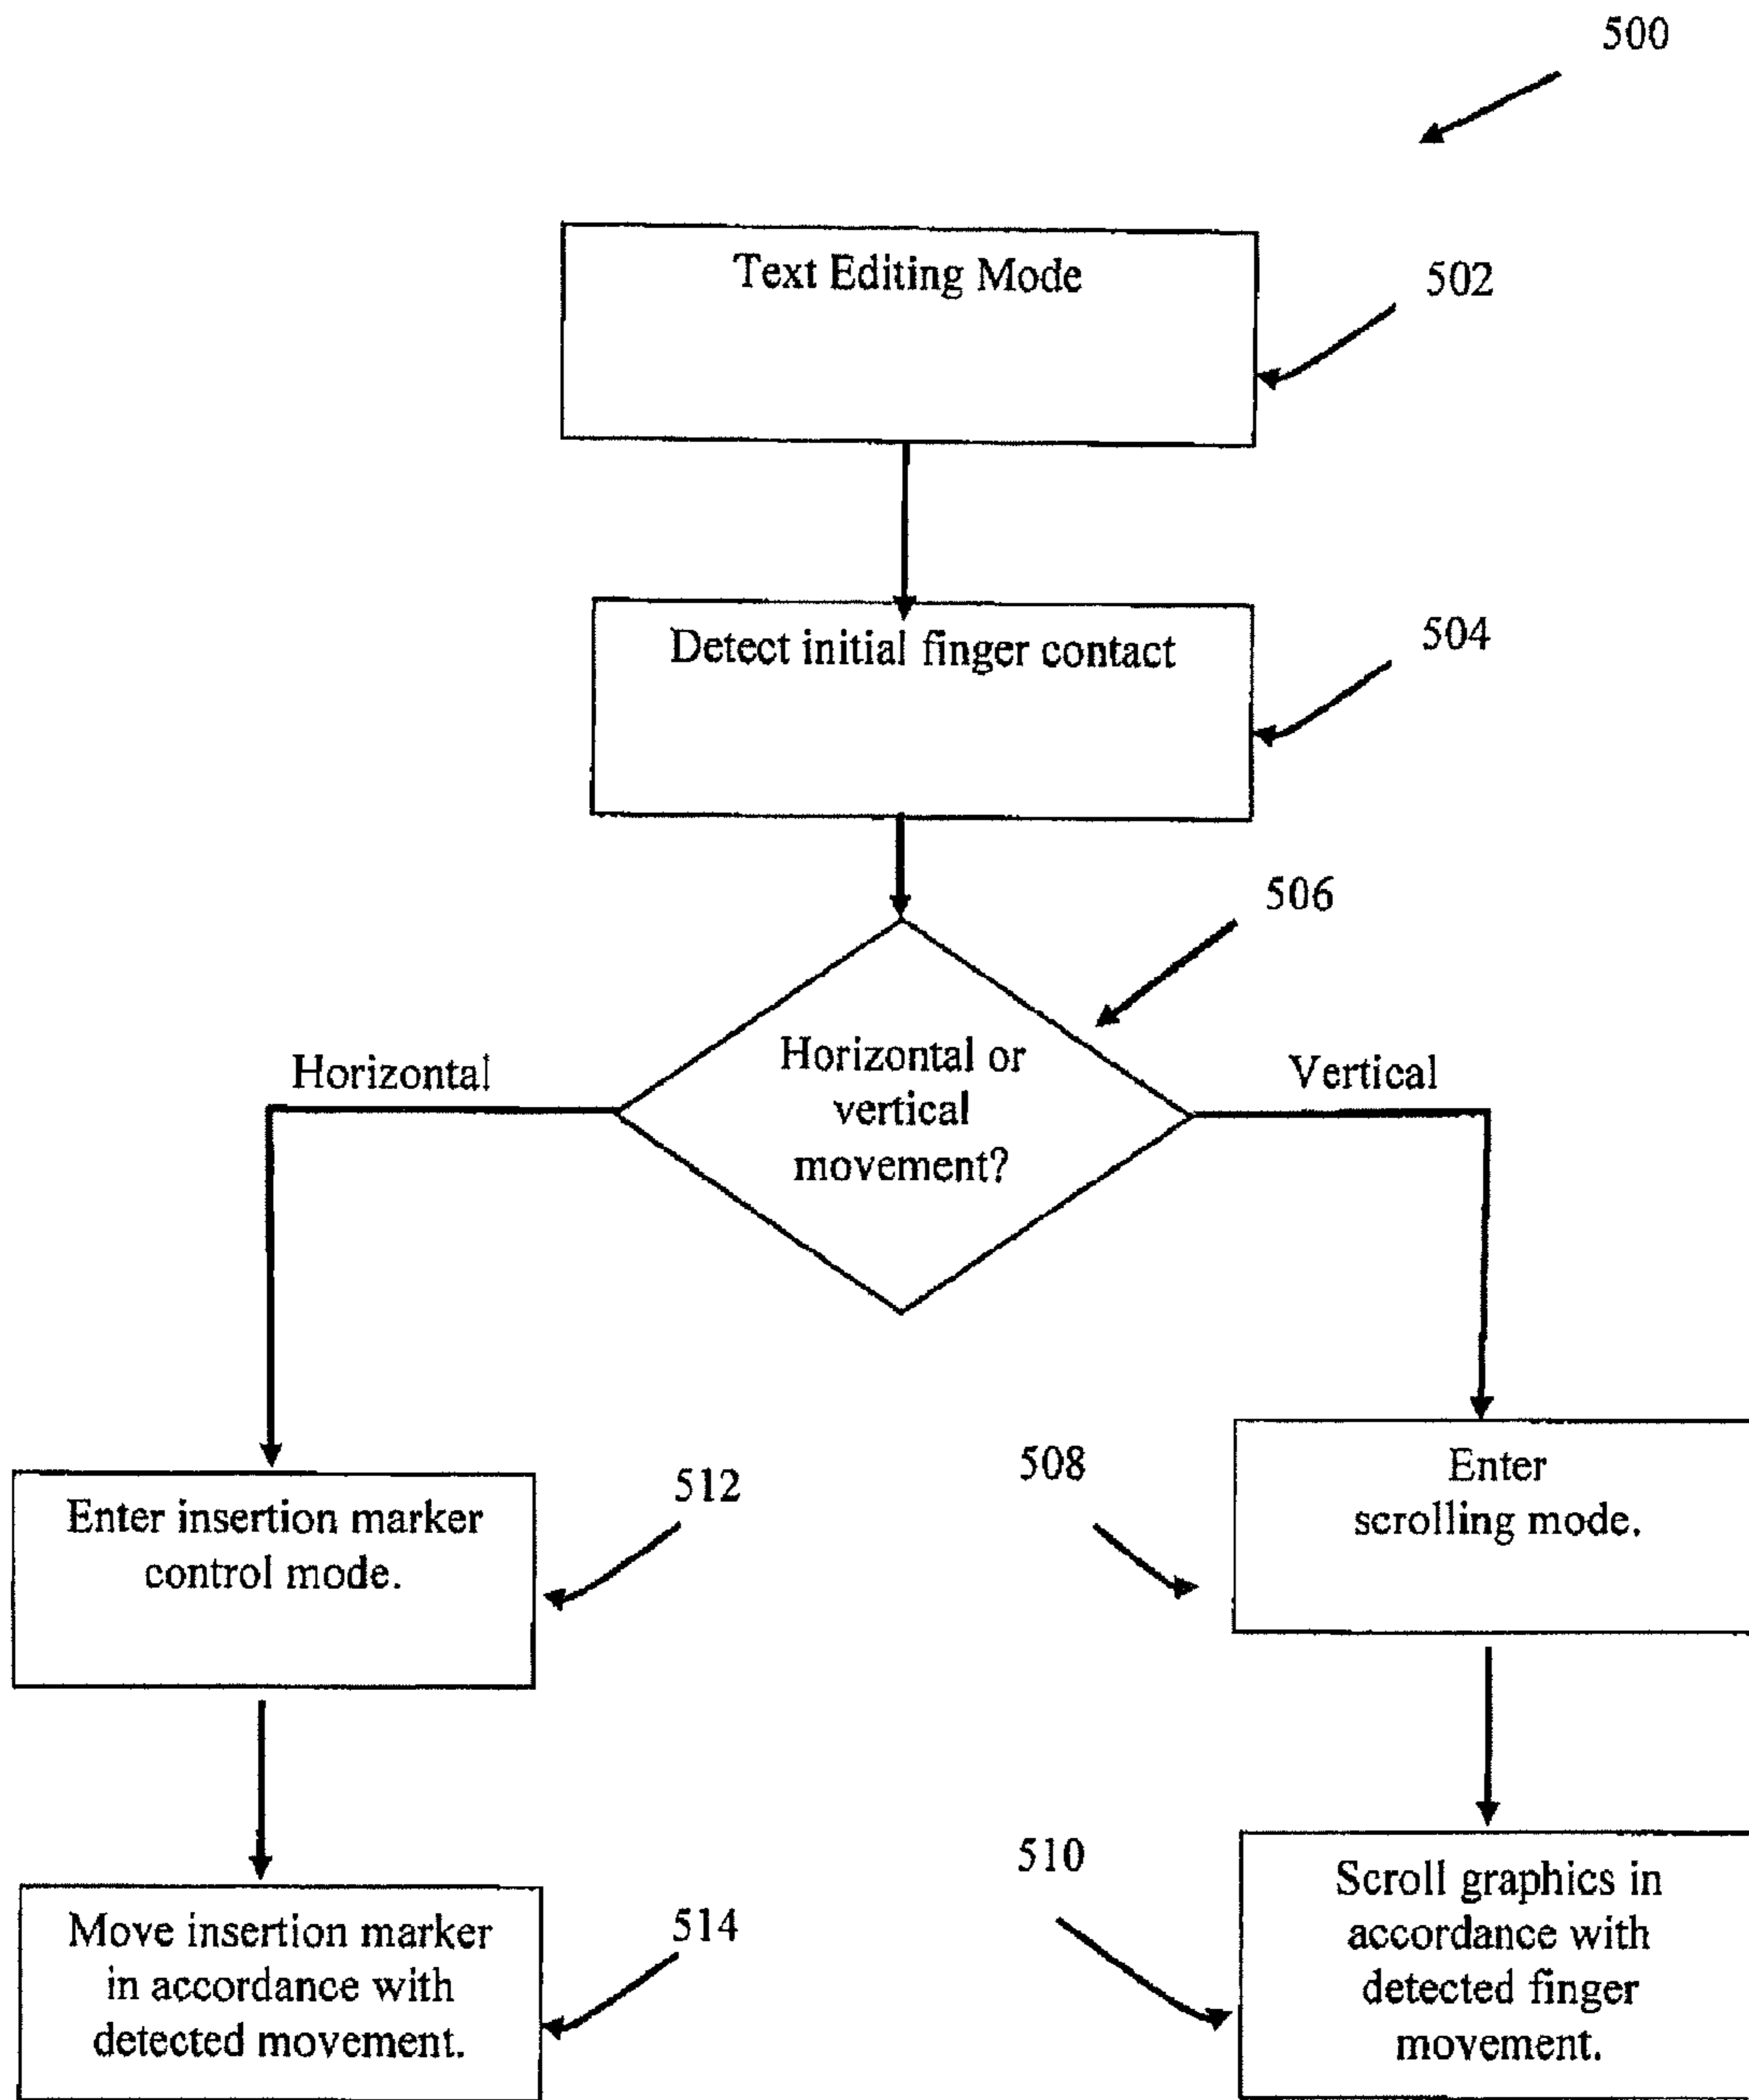 500
Text Editing Mode
502
Detect initial finger contact
504
506
Horizontal or
vertical
movement?
Horizontal
Vertical
Enter insertion marker
control mode.
512
508
Enter
scrolling mode.
Move insertion marker
in accordance with
detected movement.
514
510
Scroll graphics in
accordance with
detected finger
movement.